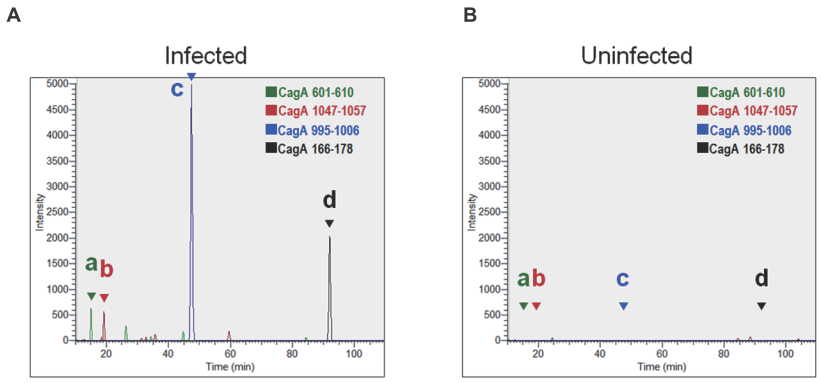 A
Infected
5000
4500
4000
3500
3000
2500
2000
1500
1000
500
0
Intensity
c
CagA 601-610
CagA 1047-1057
CagA 995-1006
CagA 166-178
a
b
d
20 40 60 80 100
Time (min)
B
Uninfected
5000
4500
4000
3500
3000
2500
2000
1500
1000
500
0
Intensity
CagA 601-610
CagA 1047-1057
CagA 995-1006
CagA 166-178
a b c d
20 40 60 80 100
Time (min)